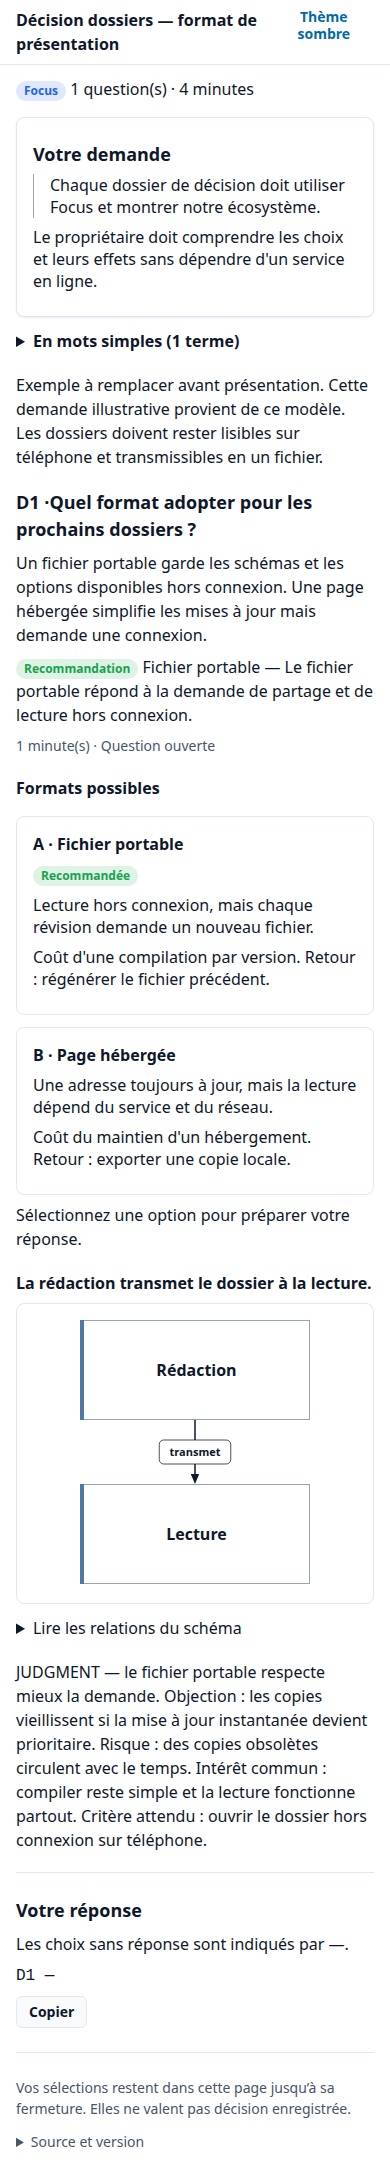 Décision dossiers — format de
présentation
Thème
sombre
Focus 1 question(s) · 4 minutes
Votre demande
Chaque dossier de décision doit utiliser
Focus et montrer notre écosystème.
Le propriétaire doit comprendre les choix
et leurs effets sans dépendre d'un service
en ligne.
▶ En mots simples (1 terme)
Exemple à remplacer avant présentation. Cette
demande illustrative provient de ce modèle.
Les dossiers doivent rester lisibles sur
téléphone et transmissibles en un fichier.
D1 ·Quel format adopter pour les
prochains dossiers ?
Un fichier portable garde les schémas et les
options disponibles hors connexion. Une page
hébergée simplifie les mises à jour mais
demande une connexion.
Recommandation Fichier portable — Le fichier
portable répond à la demande de partage et de
lecture hors connexion.
1 minute(s) · Question ouverte
Formats possibles
A · Fichier portable
Recommandée
Lecture hors connexion, mais chaque
révision demande un nouveau fichier.
Coût d'une compilation par version. Retour
: régénérer le fichier précédent.
B · Page hébergée
Une adresse toujours à jour, mais la lecture
dépend du service et du réseau.
Coût du maintien d'un hébergement.
Retour : exporter une copie locale.
Sélectionnez une option pour préparer votre
réponse.
La rédaction transmet le dossier à la lecture.
Rédaction
transmet
Lecture
▶ Lire les relations du schéma
JUDGMENT — le fichier portable respecte
mieux la demande. Objection : les copies
vieillissent si la mise à jour instantanée devient
prioritaire. Risque : des copies obsolètes
circulent avec le temps. Intérêt commun :
compiler reste simple et la lecture fonctionne
partout. Critère attendu : ouvrir le dossier hors
connexion sur téléphone.
Votre réponse
Les choix sans réponse sont indiqués par —.
D1 —
Copier
Vos sélections restent dans cette page jusqu’à sa
fermeture. Elles ne valent pas décision enregistrée.
▶ Source et version